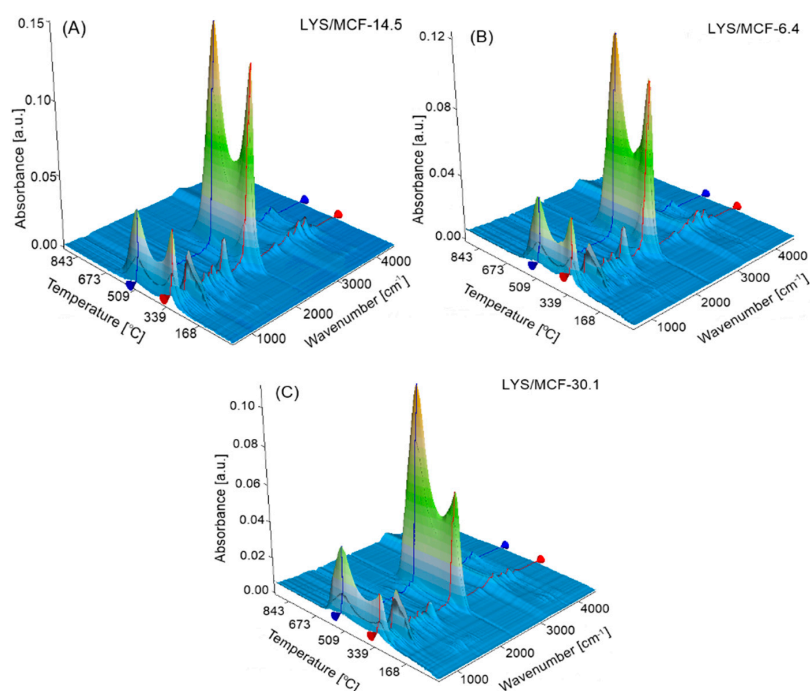 (A)
LYS/MCF-14.5
Absorbance [a.u.]
0.15
0.10
0.05
0.00
843
673
509
339
168
Temperature [ºC]
1000
2000
3000
4000
Wavenumber [cm⁻¹]
(B)
LYS/MCF-6.4
Absorbance [a.u.]
0.12
0.08
0.04
0.00
843
673
509
339
168
Temperature [ºC]
1000
2000
3000
4000
Wavenumber [cm⁻¹]
(C)
LYS/MCF-30.1
Absorbance [a.u.]
0.10
0.08
0.06
0.04
0.02
0.00
843
673
509
339
168
Temperature [ºC]
1000
2000
3000
4000
Wavenumber [cm⁻¹]